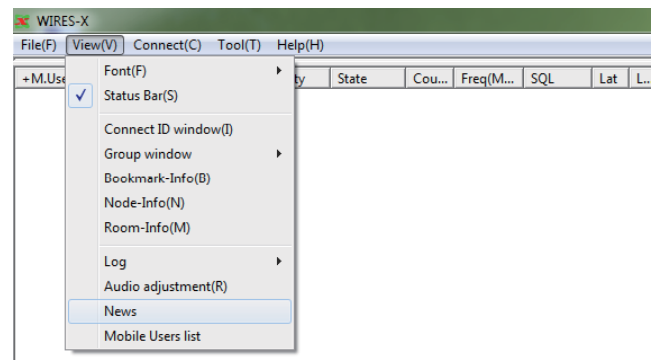 WIRES-X
File(F) View(V) Connect(C) Tool(T) Help(H)
+M.Use ty State Cou... Freq(M... SQL Lat L...
Font(F)
Status Bar(S)
Connect ID window(I)
Group window
Bookmark-Info(B)
Node-Info(N)
Room-Info(M)
Log
Audio adjustment(R)
News
Mobile Users list